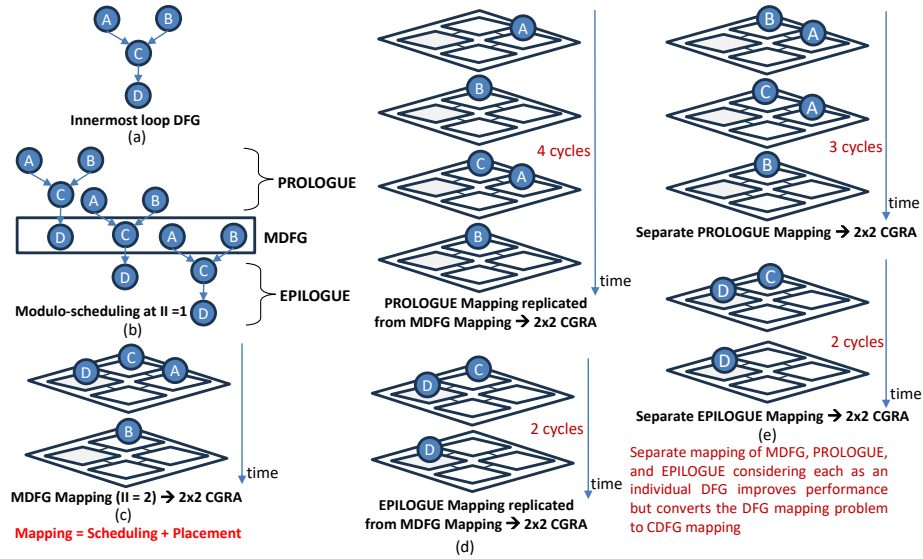 A
B
C
D
Innermost loop DFG
(a)
A
B
C
A
B
PROLOGUE
D
C
A
B
MDFG
D
C
D
EPILOGUE
Modulo-scheduling at II =1
(b)
D
C
A
B
time
MDFG Mapping (II = 2) → 2x2 CGRA
(c)
Mapping = Scheduling + Placement
A
B
4 cycles
C
A
B
time
PROLOGUE Mapping replicated
from MDFG Mapping → 2x2 CGRA
D
C
2 cycles
D
time
EPILOGUE Mapping replicated
from MDFG Mapping → 2x2 CGRA
(d)
B
A
C
A
3 cycles
B
time
Separate PROLOGUE Mapping → 2x2 CGRA
D
C
2 cycles
D
time
Separate EPILOGUE Mapping → 2x2 CGRA
(e)
Separate mapping of MDFG, PROLOGUE,
and EPILOGUE considering each as an
individual DFG improves performance
but converts the DFG mapping problem
to CDFG mapping